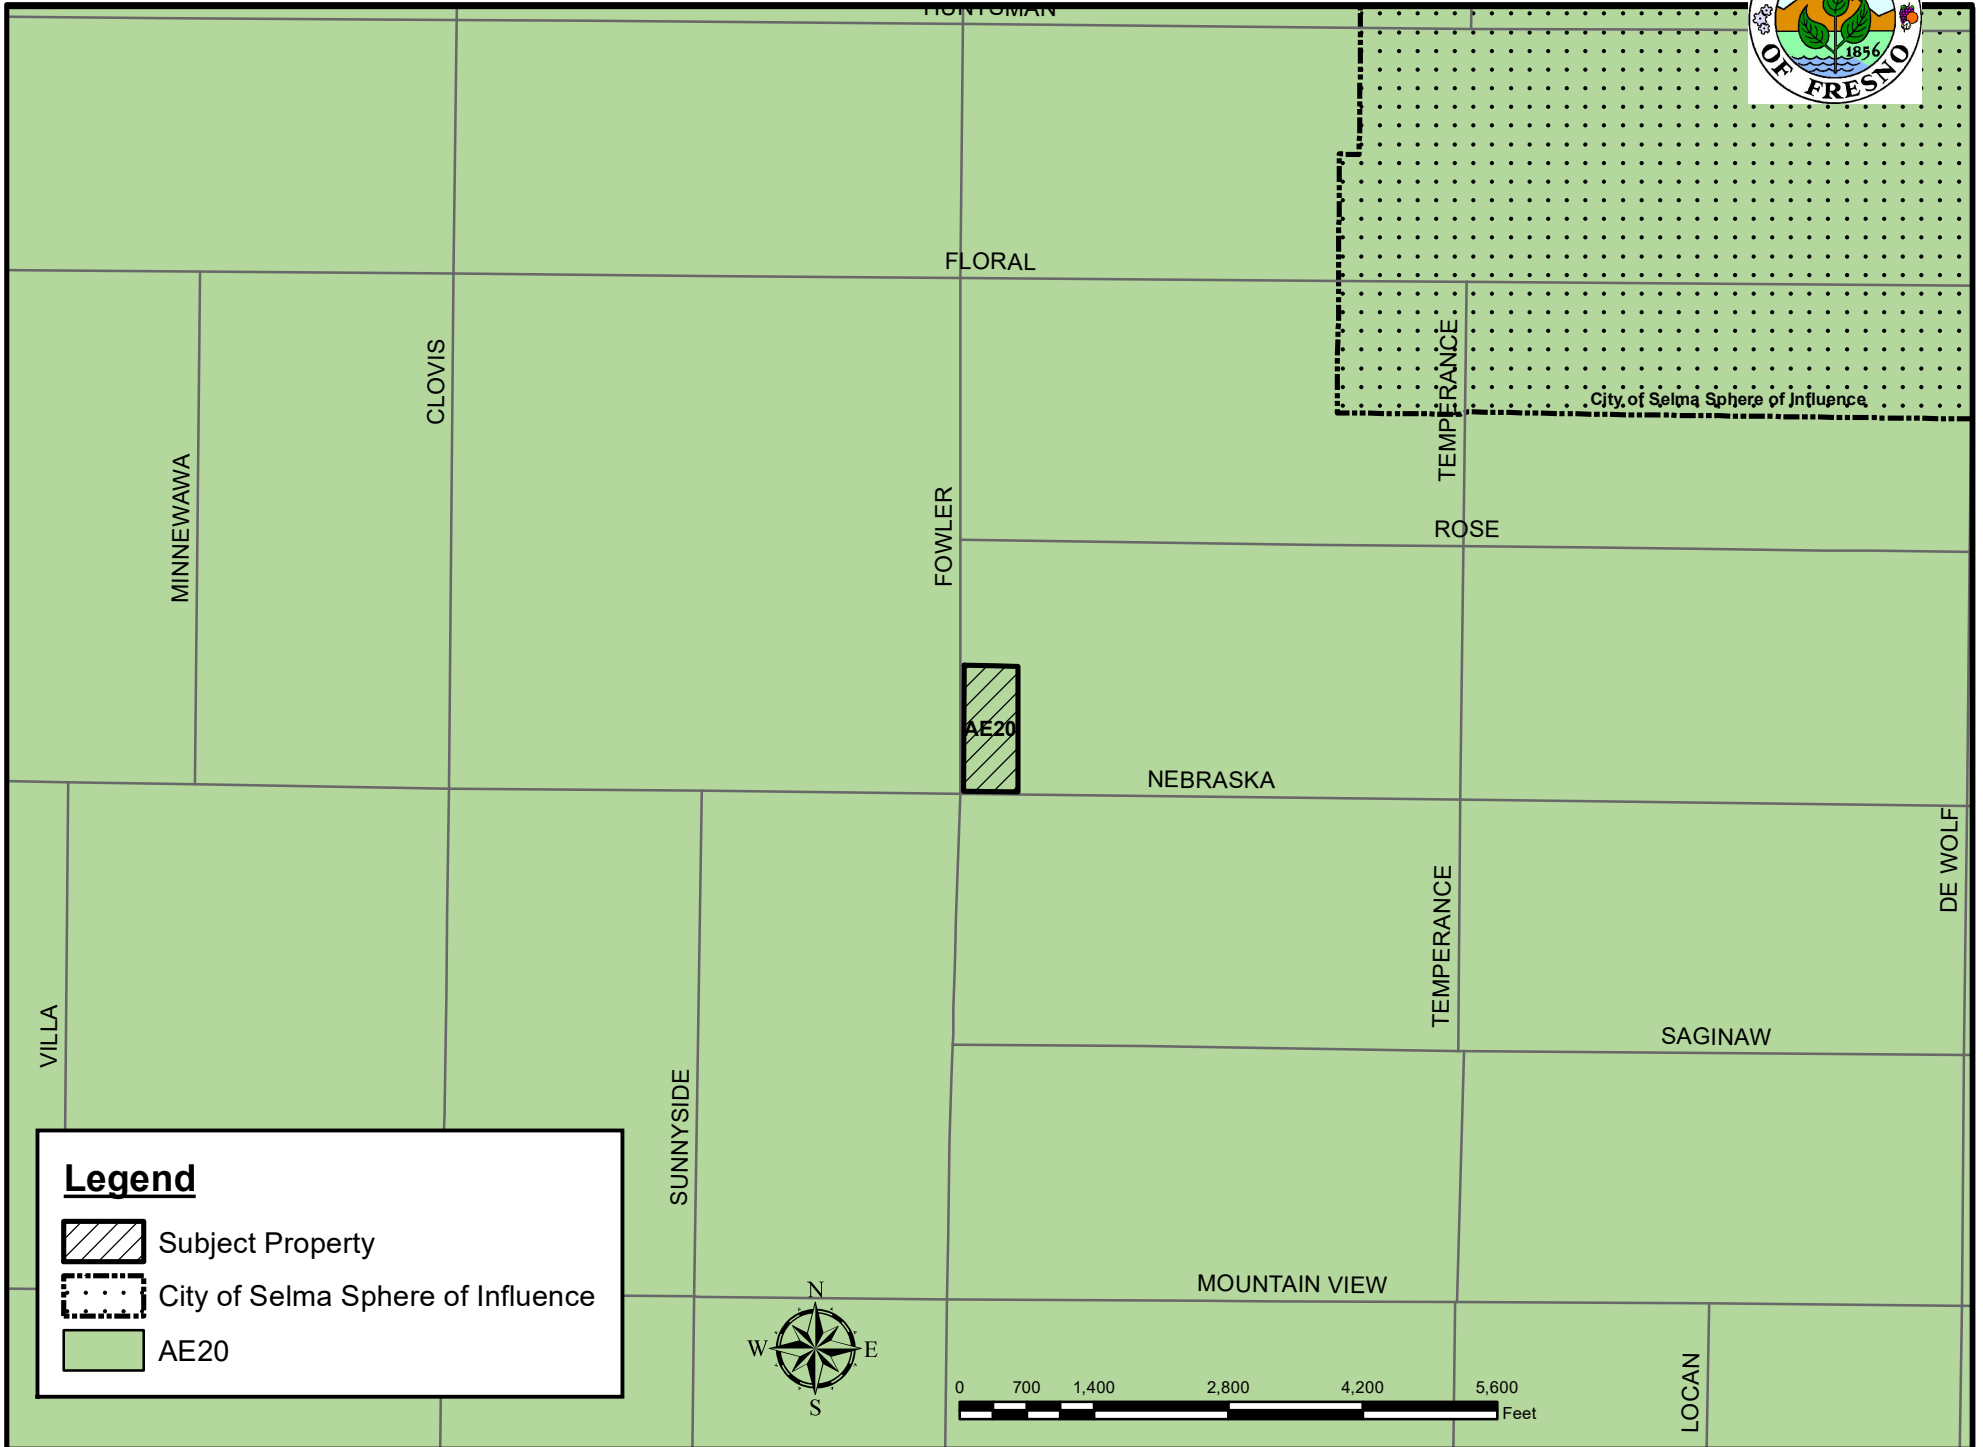 HUNTSMAN
1856
OF FRESNO
FLORAL
CLOVIS
TEMPERANCE
City of Selma Sphere of Influence
MINNEWAWA
FOWLER
ROSE
AE20
NEBRASKA
DE WOLF
TEMPERANCE
VILLA
SAGINAW
SUNNYSIDE
Legend
Subject Property
City of Selma Sphere of Influence
AE20
MOUNTAIN VIEW
N
W E
S
0 700 1,400 2,800 4,200 5,600
Feet
LOCAN